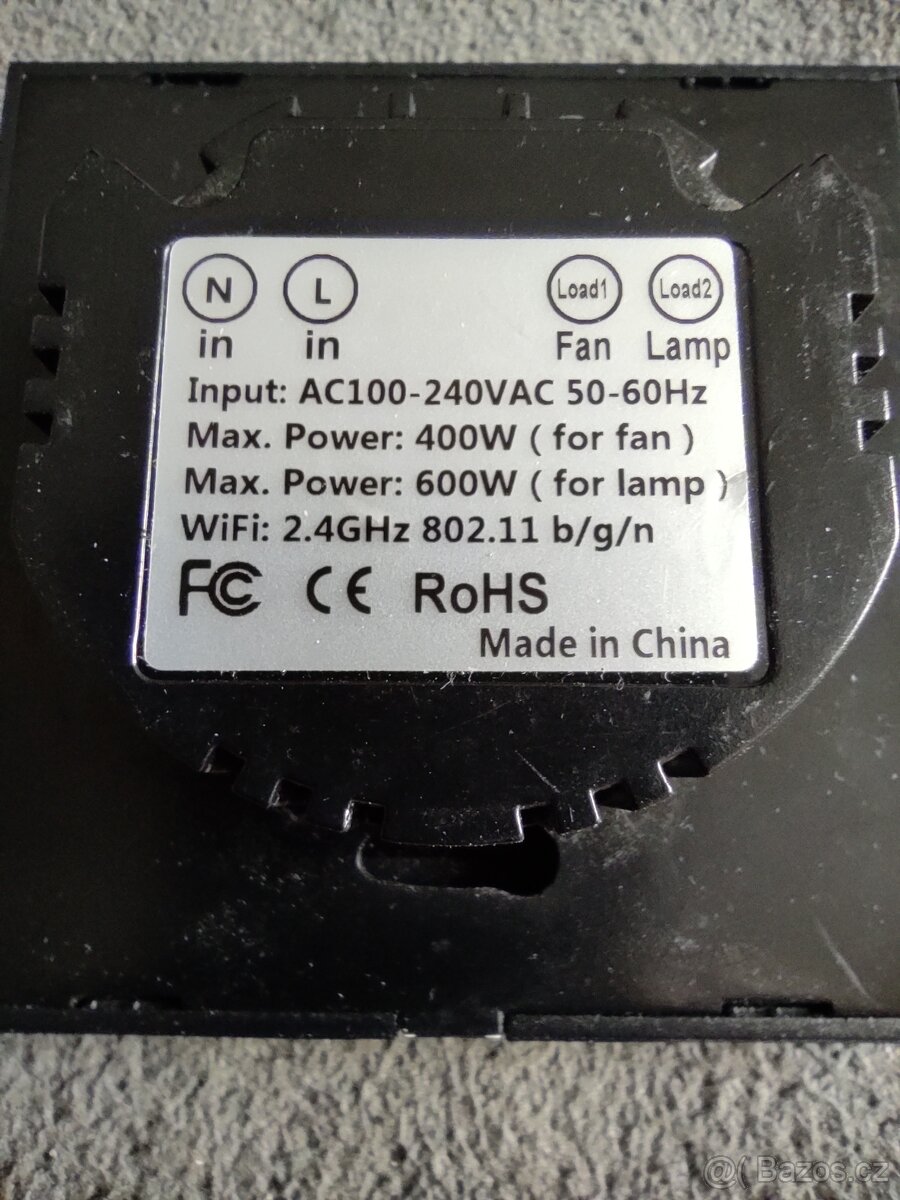 N L Load1 Load2
in in Fan Lamp
Input: AC100-240VAC 50-60Hz
Max. Power: 400W ( for fan )
Max. Power: 600W ( for lamp )
WiFi: 2.4GHz 802.11 b/g/n
FC CE RoHS
Made in China
@( Bazos.cz